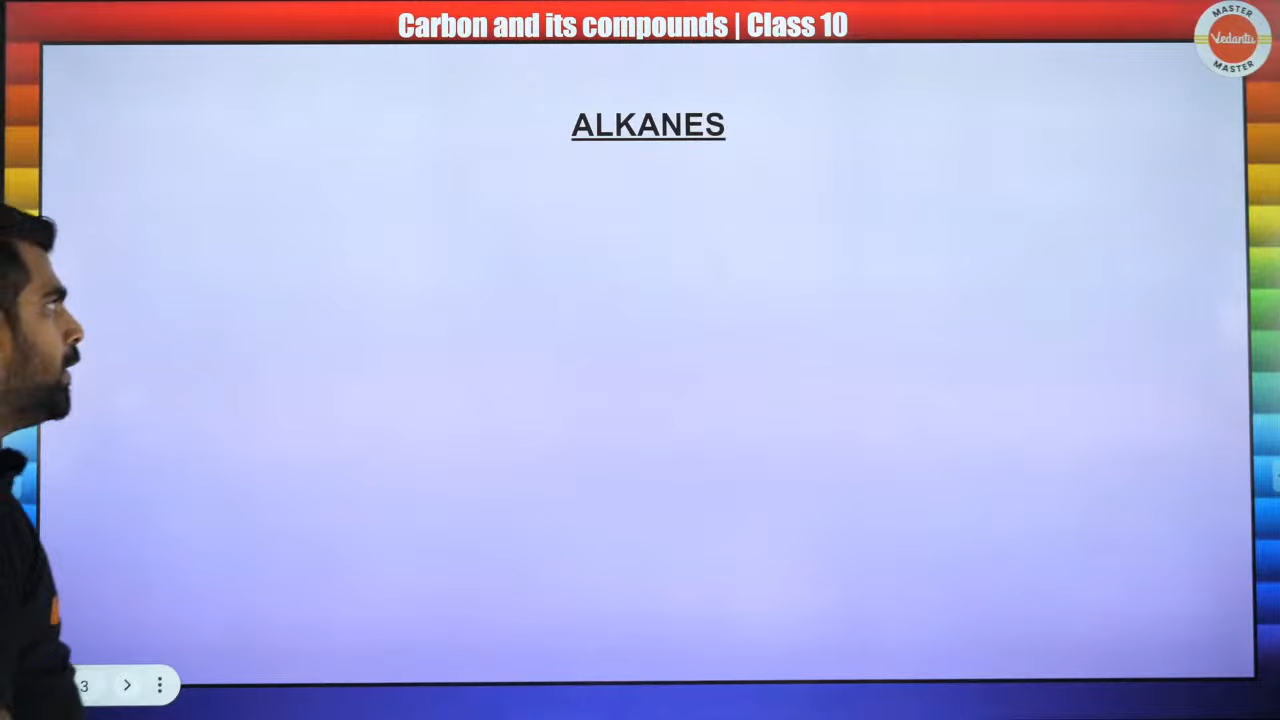 Carbon and its compounds | Class 10
MASTER
Vedantu
MASTER
ALKANES
3